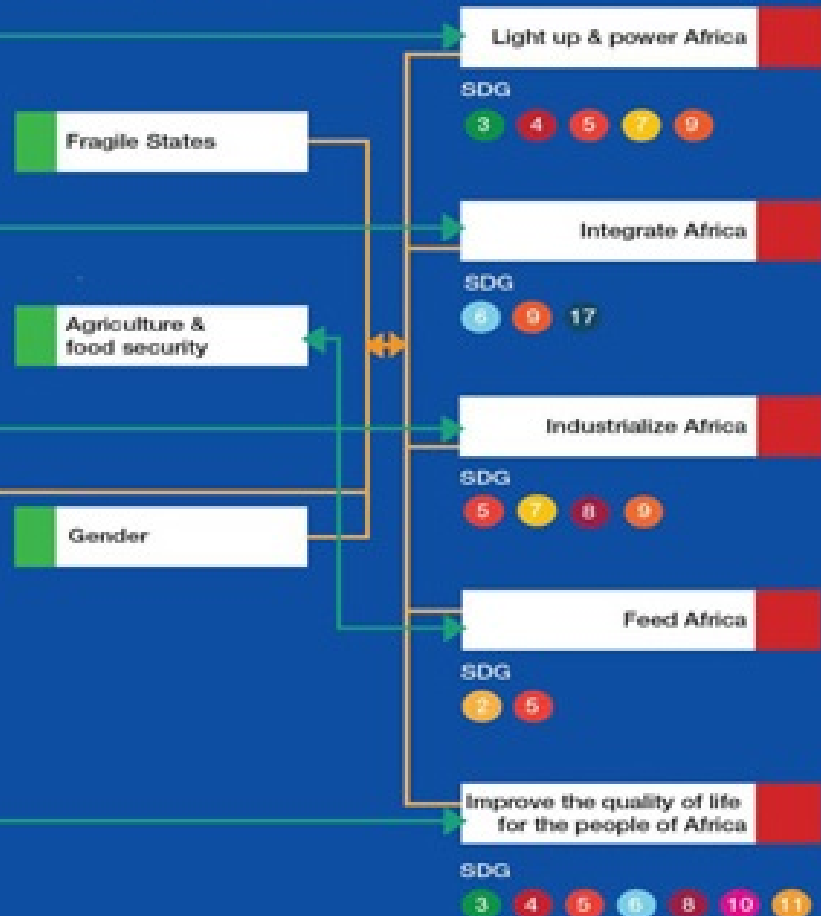 Light up & power Africa
SDG
3 4 5 7 9
Fragile States
Integrate Africa
SDG
6 9 17
Agriculture &
food security
Industrialize Africa
SDG
5 7 8 9
Gender
Feed Africa
SDG
2 5
Improve the quality of life
for the people of Africa
SDG
3 4 5 6 8 10 11